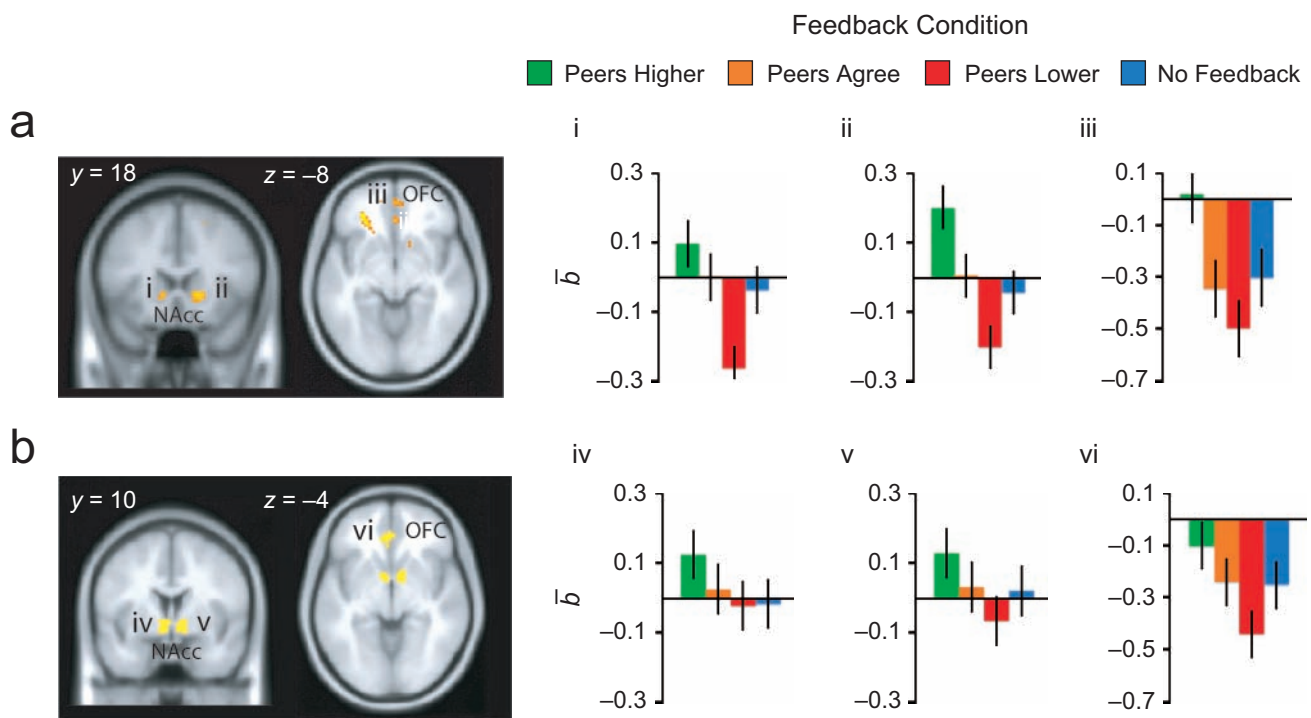 Feedback Condition
Peers Higher Peers Agree Peers Lower No Feedback
a
y = 18 z = –8
iii OFC
ii
i ii
NAcc
i ii iii
b̅
0.3
0.1
–0.1
–0.3
0.3
0.1
–0.1
–0.3
0.1
–0.1
–0.3
–0.5
–0.7
b
y = 10 z = –4
vi OFC
iv v
NAcc
iv v vi
b̅
0.3
0.1
–0.1
–0.3
0.3
0.1
–0.1
–0.3
0.1
–0.1
–0.3
–0.5
–0.7